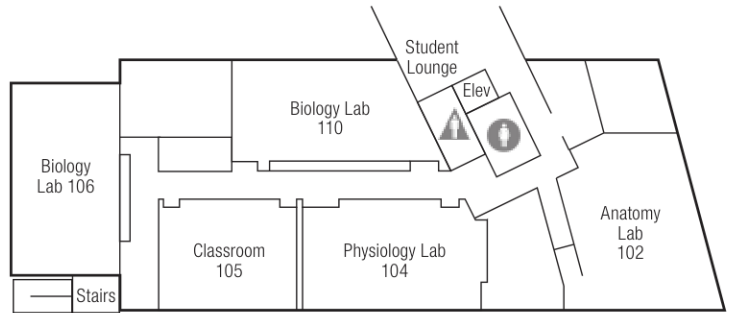 Student
Lounge
Elev
Biology Lab
110
Biology
Lab 106
Anatomy
Lab
102
Classroom
105
Physiology Lab
104
Stairs